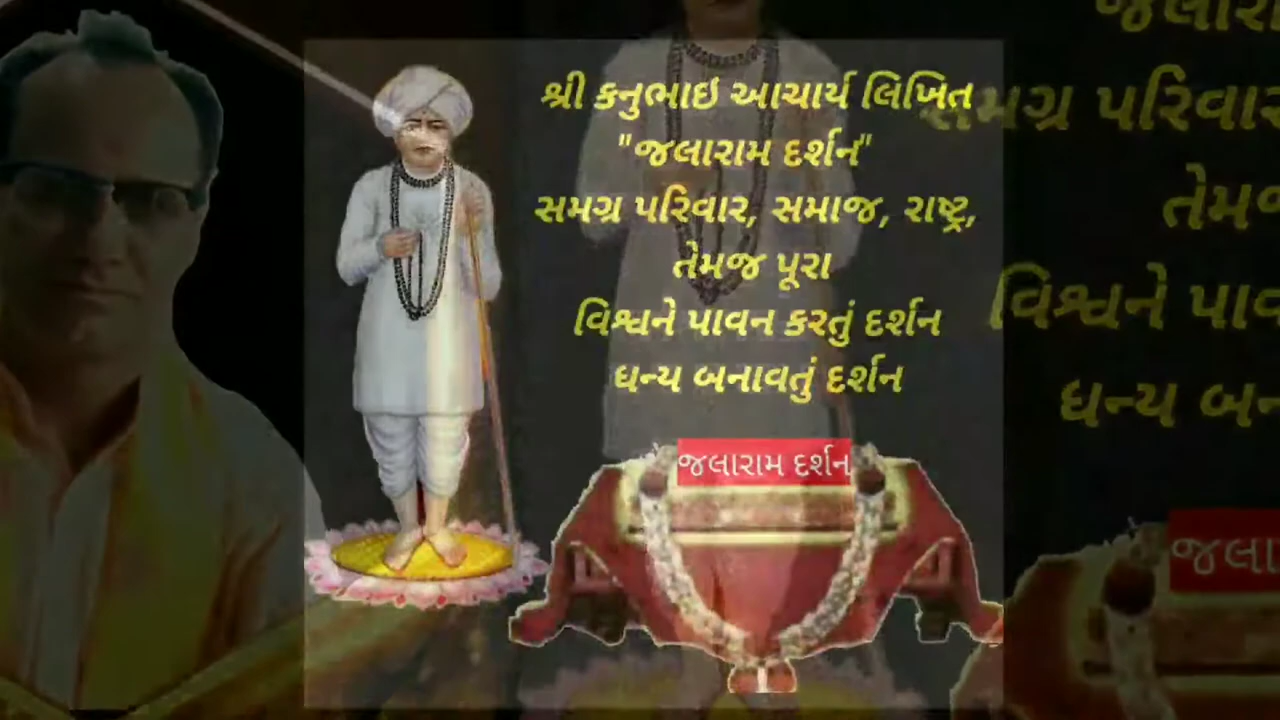 શ્રી કનુભાઇ આચાર્ય લિખિત
"જલારામ દર્શન"
સમગ્ર પરિવાર, સમાજ, રાષ્ટ્ર,
તેમજ પૂરા
વિશ્વને પાવન કરતું દર્શન
ધન્ય બનાવતું દર્શન
જલારામ દર્શન